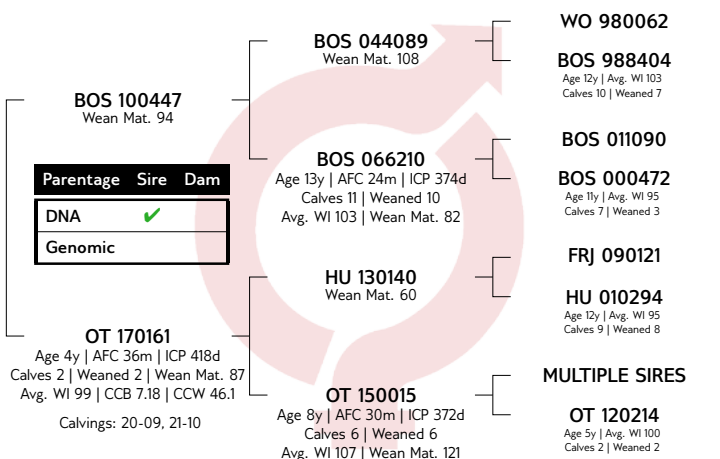 BOS 100447
Wean Mat. 94
Parentage Sire Dam
DNA ✔
Genomic
OT 170161
Age 4y | AFC 36m | ICP 418d
Calves 2 | Weaned 2 | Wean Mat. 87
Avg. WI 99 | CCB 7.18 | CCW 46.1
Calvings: 20-09, 21-10
BOS 044089
Wean Mat. 108
BOS 066210
Age 13y | AFC 24m | ICP 374d
Calves 11 | Weaned 10
Avg. WI 103 | Wean Mat. 82
HU 130140
Wean Mat. 60
OT 150015
Age 8y | AFC 30m | ICP 372d
Calves 6 | Weaned 6
Avg. WI 107 | Wean Mat. 121
WO 980062
BOS 988404
Age 12y | Avg. WI 103
Calves 10 | Weaned 7
BOS 011090
BOS 000472
Age 11y | Avg. WI 95
Calves 7 | Weaned 3
FRJ 090121
HU 010294
Age 12y | Avg. WI 95
Calves 9 | Weaned 8
MULTIPLE SIRES
OT 120214
Age 5y | Avg. WI 100
Calves 2 | Weaned 2